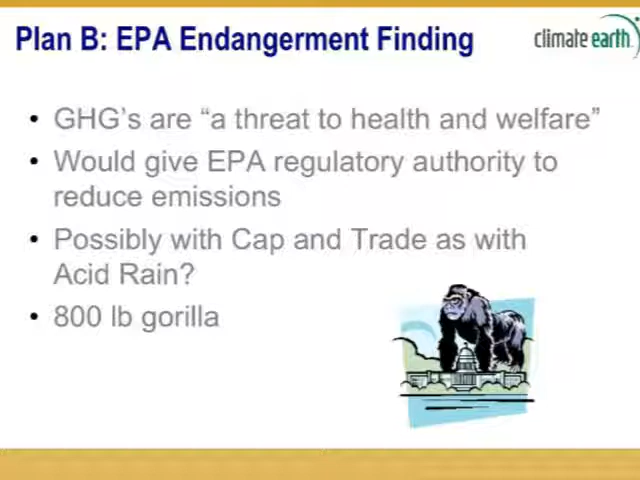 Plan B: EPA Endangerment Finding
climate earth
• GHG's are “a threat to health and welfare”
• Would give EPA regulatory authority to
reduce emissions
• Possibly with Cap and Trade as with
Acid Rain?
• 800 lb gorilla